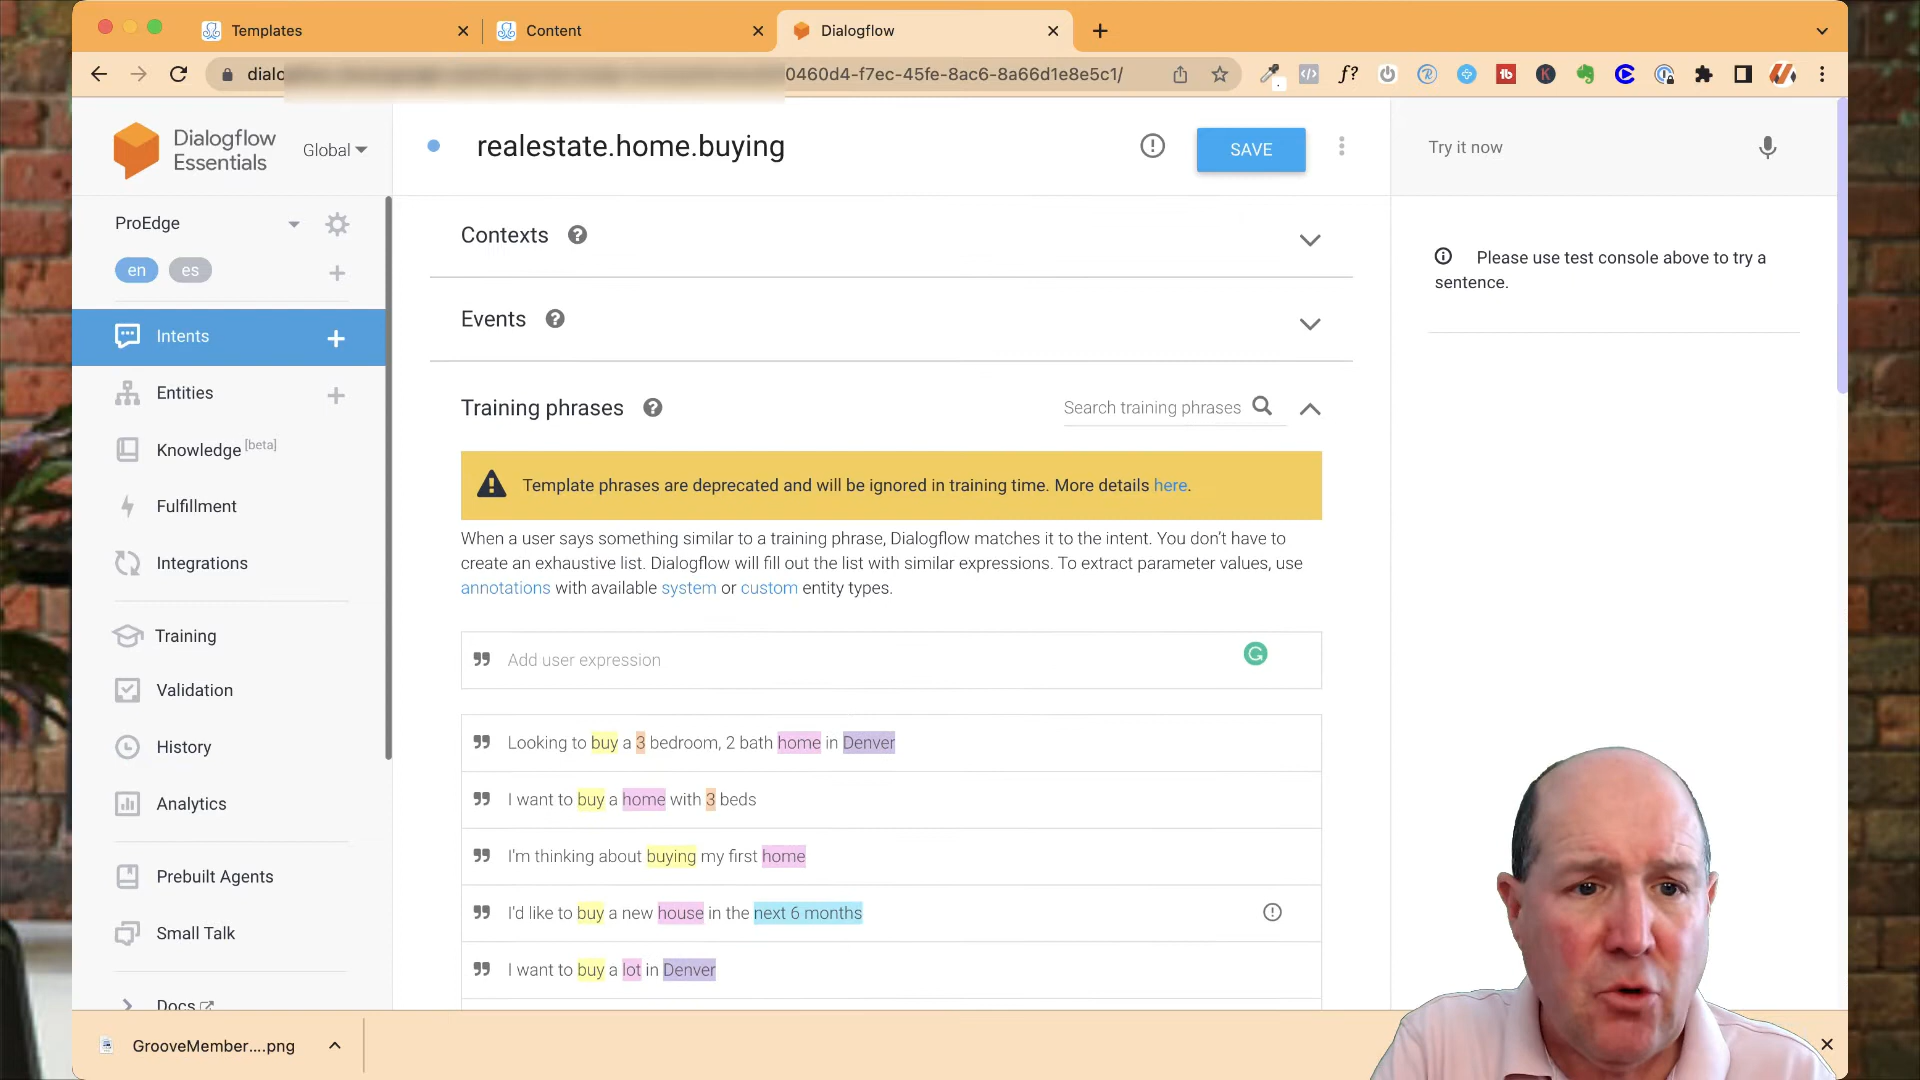 Templates
Content
Dialogflow
dialo
0460d4-f7ec-45fe-8ac6-8a66d1e8e5c1/
Dialogflow
Essentials
Global
ProEdge
en
es
Intents
Entities
Knowledge [beta]
Fulfillment
Integrations
Training
Validation
History
Analytics
Prebuilt Agents
Small Talk
Docs
realestate.home.buying
SAVE
Contexts
Events
Training phrases
Search training phrases
Template phrases are deprecated and will be ignored in training time. More details here.
When a user says something similar to a training phrase, Dialogflow matches it to the intent. You don't have to
create an exhaustive list. Dialogflow will fill out the list with similar expressions. To extract parameter values, use
annotations with available system or custom entity types.
Add user expression
Looking to buy a 3 bedroom, 2 bath home in Denver
I want to buy a home with 3 beds
I'm thinking about buying my first home
I'd like to buy a new house in the next 6 months
I want to buy a lot in Denver
Try it now
Please use test console above to try a
sentence.
GrooveMember....png